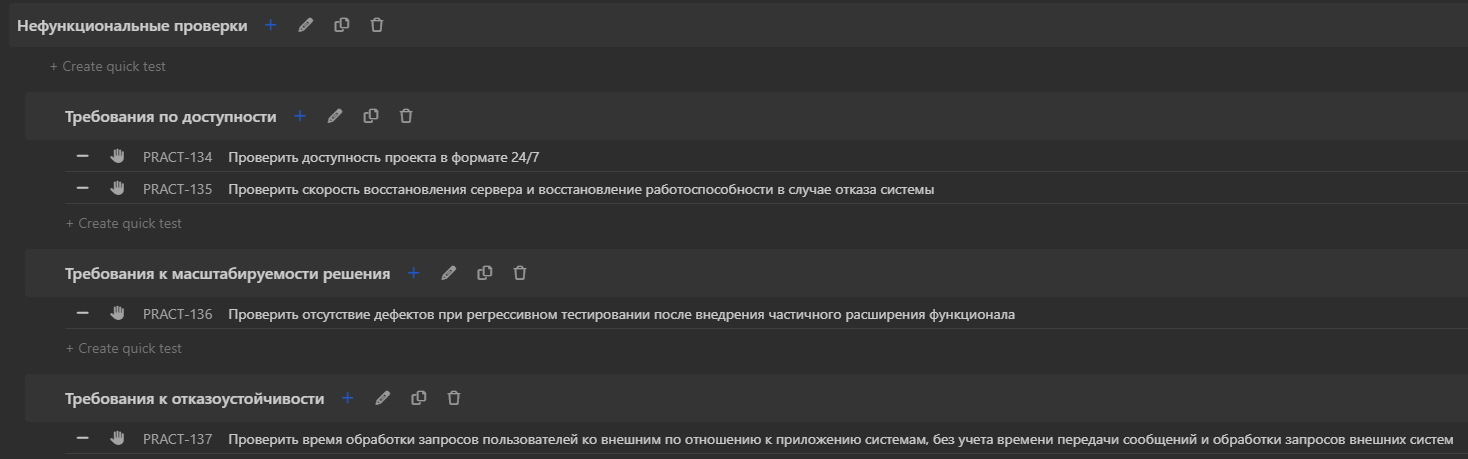 Нефункциональные проверки
+ Create quick test
Требования по доступности
PRACT-134 Проверить доступность проекта в формате 24/7
PRACT-135 Проверить скорость восстановления сервера и восстановление работоспособности в случае отказа системы
+ Create quick test
Требования к масштабируемости решения
PRACT-136 Проверить отсутствие дефектов при регрессивном тестировании после внедрения частичного расширения функционала
+ Create quick test
Требования к отказоустойчивости
PRACT-137 Проверить время обработки запросов пользователей ко внешним по отношению к приложению системам, без учета времени передачи сообщений и обработки запросов внешних систем